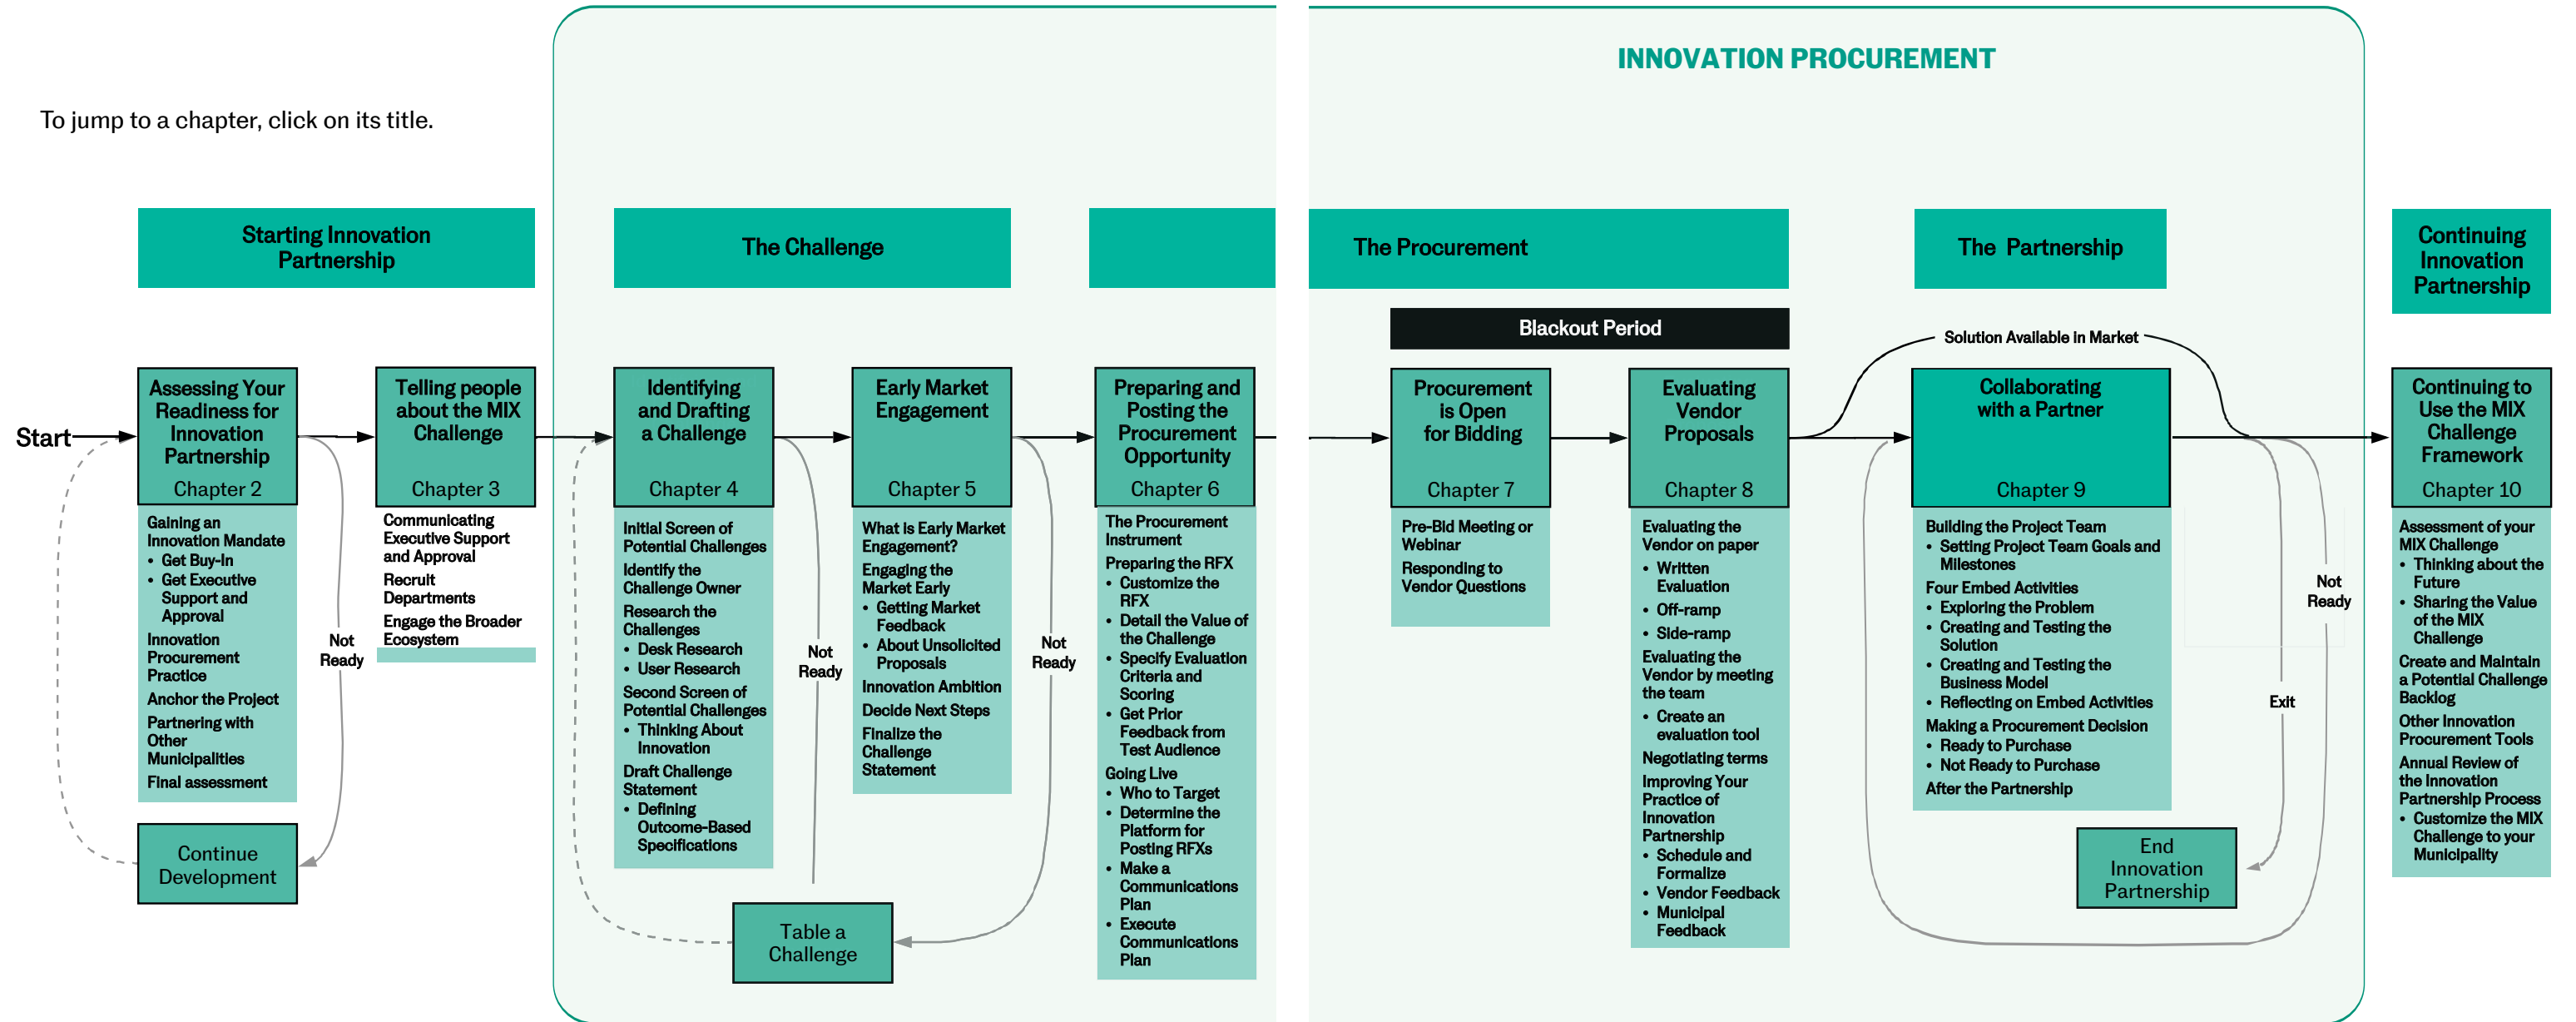 INNOVATION PROCUREMENT
To jump to a chapter, click on its title.
Starting Innovation
Partnership
The Challenge
The Procurement
The Partnership
Continuing
Innovation
Partnership
Blackout Period
Solution Available in Market
Start
Assessing Your
Readiness for
Innovation
Partnership
Chapter 2
Gaining an
Innovation Mandate
• Get Buy-In
• Get Executive
Support and
Approval
Innovation
Procurement
Practice
Anchor the Project
Partnering with
Other
Municipalities
Final assessment
Not
Ready
Continue
Development
Telling people
about the MIX
Challenge
Chapter 3
Communicating
Executive Support
and Approval
Recruit
Departments
Engage the Broader
Ecosystem
Identifying
and Drafting
a Challenge
Chapter 4
Initial Screen of
Potential Challenges
Identify the
Challenge Owner
Research the
Challenges
• Desk Research
• User Research
Second Screen of
Potential Challenges
• Thinking About
Innovation
Draft Challenge
Statement
• Defining
Outcome-Based
Specifications
Not
Ready
Table a
Challenge
Early Market
Engagement
Chapter 5
What is Early Market
Engagement?
Engaging the
Market Early
• Getting Market
Feedback
• About Unsolicited
Proposals
Innovation Ambition
Decide Next Steps
Finalize the
Challenge
Statement
Not
Ready
Preparing and
Posting the
Procurement
Opportunity
Chapter 6
The Procurement
Instrument
Preparing the RFX
• Customize the
RFX
• Detail the Value of
the Challenge
• Specify Evaluation
Criteria and
Scoring
• Get Prior
Feedback from
Test Audience
Going Live
• Who to Target
• Determine the
Platform for
Posting RFXs
• Make a
Communications
Plan
• Execute
Communications
Plan
Procurement
is Open
for Bidding
Chapter 7
Pre-Bid Meeting or
Webinar
Responding to
Vendor Questions
Evaluating
Vendor
Proposals
Chapter 8
Evaluating the
Vendor on paper
• Written
Evaluation
• Off-ramp
• Side-ramp
Evaluating the
Vendor by meeting
the team
• Create an
evaluation tool
Negotiating terms
Improving Your
Practice of
Innovation
Partnership
• Schedule and
Formalize
• Vendor Feedback
• Municipal
Feedback
Collaborating
with a Partner
Chapter 9
Building the Project Team
• Setting Project Team Goals and
Milestones
Four Embed Activities
• Exploring the Problem
• Creating and Testing the
Solution
• Creating and Testing the
Business Model
• Reflecting on Embed Activities
Making a Procurement Decision
• Ready to Purchase
• Not Ready to Purchase
After the Partnership
Exit
Not
Ready
End
Innovation
Partnership
Continuing to
Use the MIX
Challenge
Framework
Chapter 10
Assessment of your
MIX Challenge
• Thinking about the
Future
• Sharing the Value
of the MIX
Challenge
Create and Maintain
a Potential Challenge
Backlog
Other Innovation
Procurement Tools
Annual Review of
the Innovation
Partnership Process
• Customize the MIX
Challenge to your
Municipality